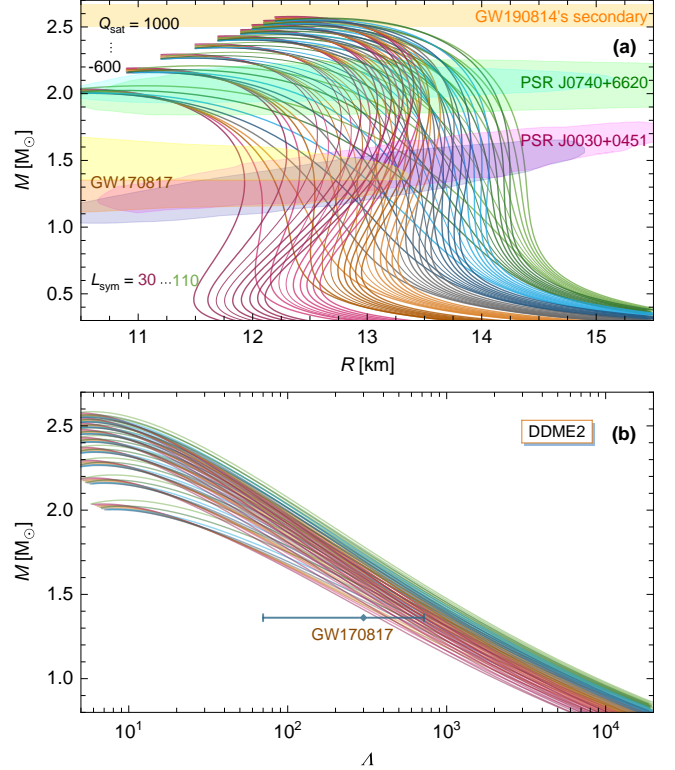 GW190814's secondary
Q_sat = 1000
(a)
⋮
-600
PSR J0740+6620
PSR J0030+0451
GW170817
L_sym = 30 ...110
2.5
2.0
1.5
1.0
0.5
M [M_⊙]
11 12 13 14 15
R [km]
DDME2
(b)
2.5
2.0
1.5
1.0
M [M_⊙]
GW170817
10^1 10^2 10^3 10^4
Λ